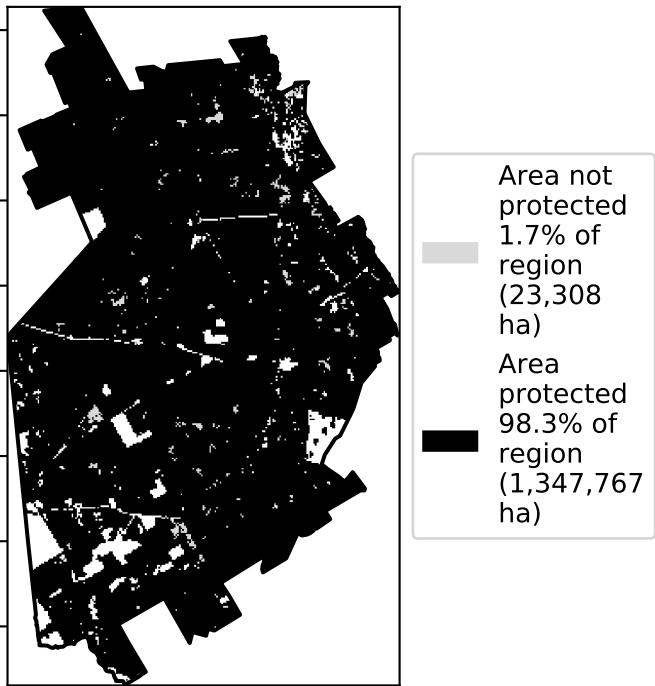 Area not
protected
1.7% of
region
(23,308
ha)
Area
protected
98.3% of
region
(1,347,767
ha)